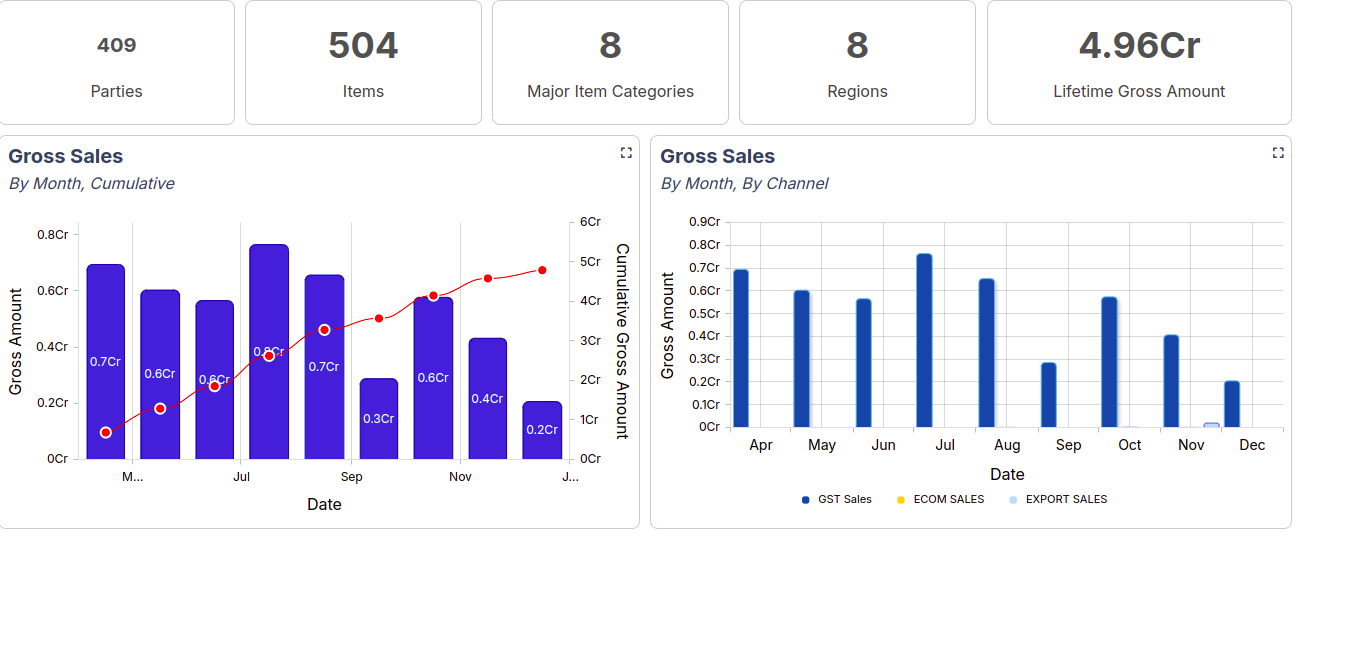 409
Parties
504
Items
8
Major Item Categories
8
Regions
4.96Cr
Lifetime Gross Amount
Gross Sales
By Month, Cumulative
Gross Amount
0.8Cr
0.6Cr
0.4Cr
0.2Cr
0Cr
0.7Cr
0.6Cr
0.6Cr
0.8Cr
0.7Cr
0.3Cr
0.6Cr
0.4Cr
0.2Cr
6Cr
5Cr
4Cr
3Cr
2Cr
1Cr
0Cr
Cumulative Gross Amount
M...
Jul
Sep
Nov
J...
Date
Gross Sales
By Month, By Channel
Gross Amount
0.9Cr
0.8Cr
0.7Cr
0.6Cr
0.5Cr
0.4Cr
0.3Cr
0.2Cr
0.1Cr
0Cr
Apr
May
Jun
Jul
Aug
Sep
Oct
Nov
Dec
Date
GST Sales
ECOM SALES
EXPORT SALES